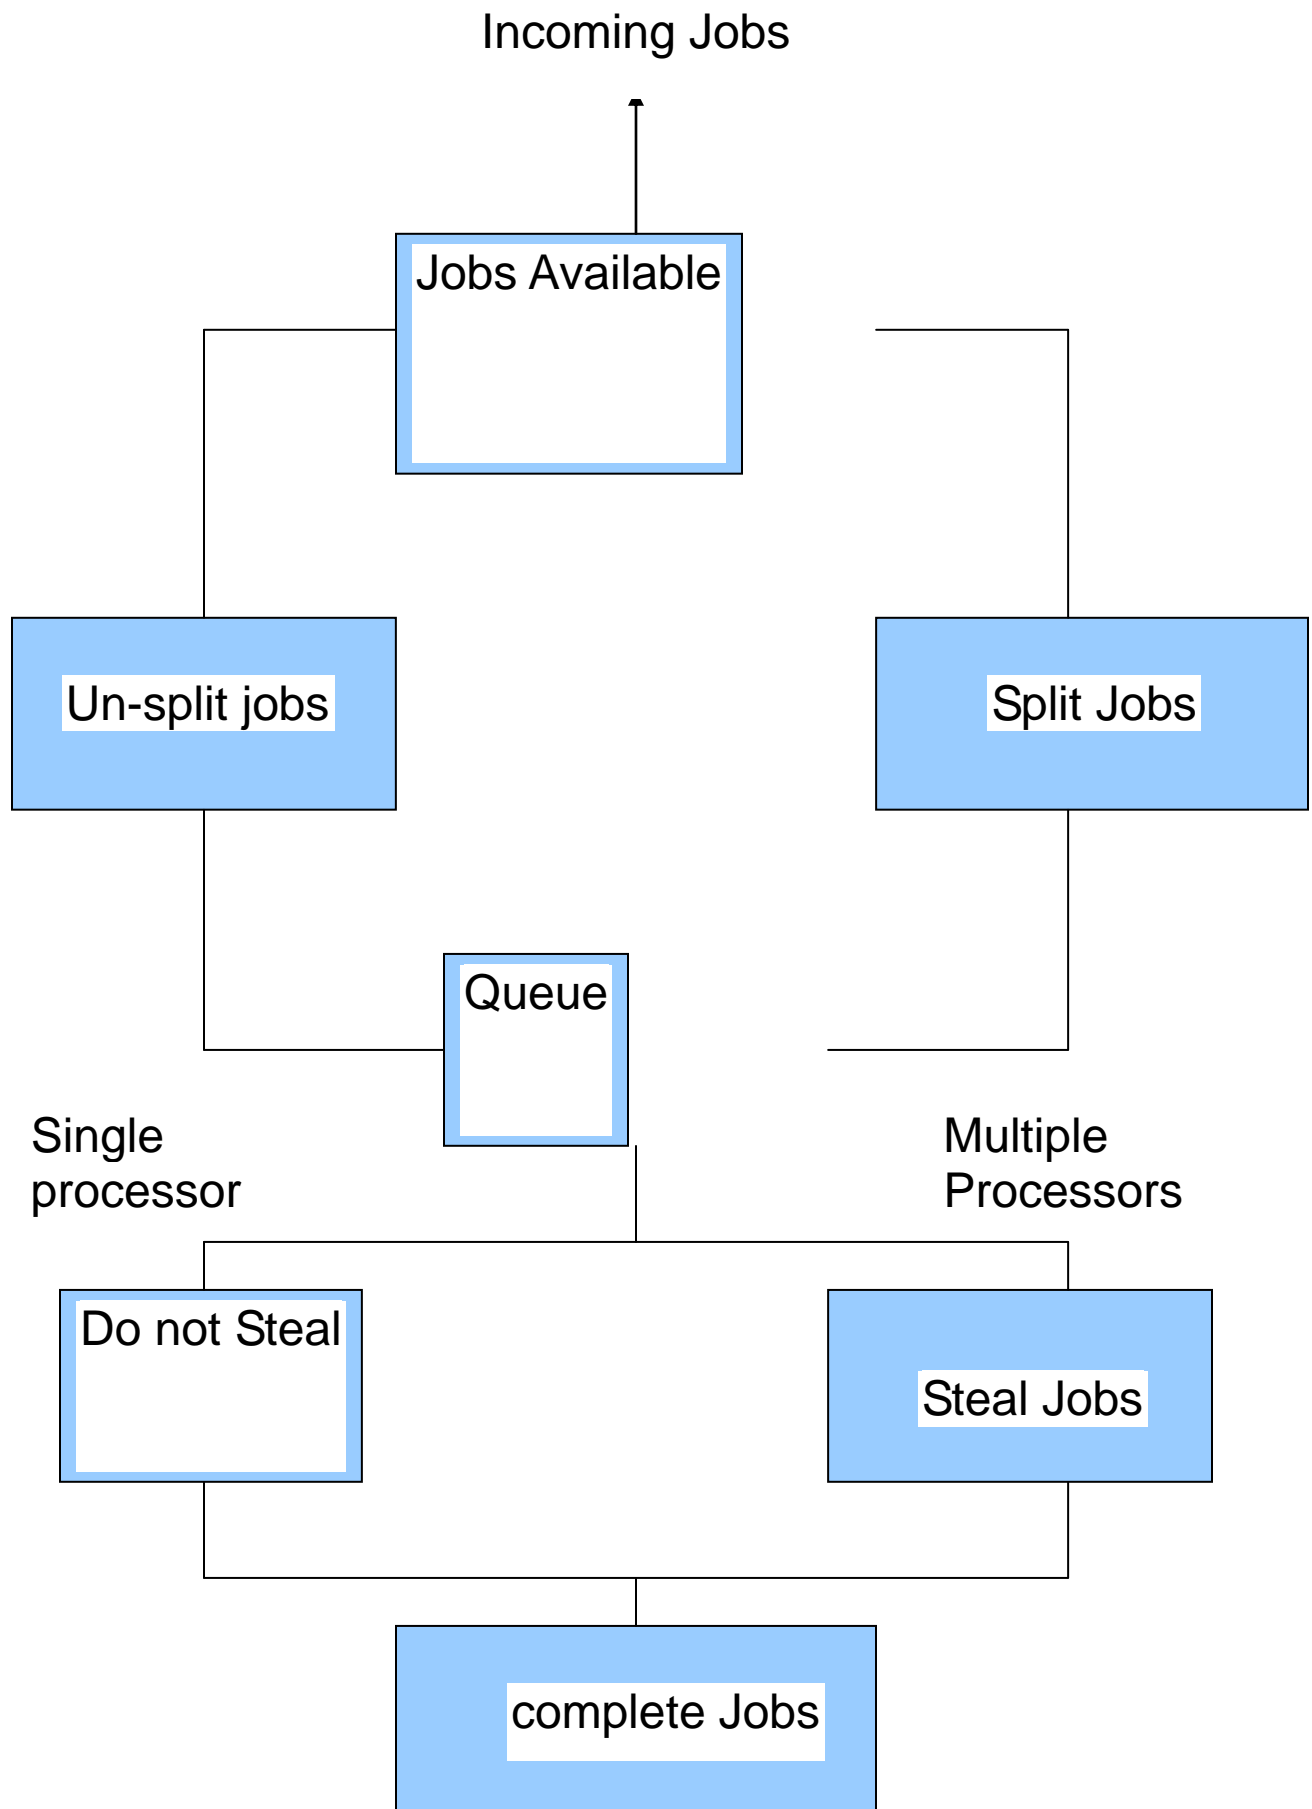 Incoming Jobs
Jobs Available
Un-split jobs
Split Jobs
Queue
Single
processor
Multiple
Processors
Do not Steal
Steal Jobs
complete Jobs